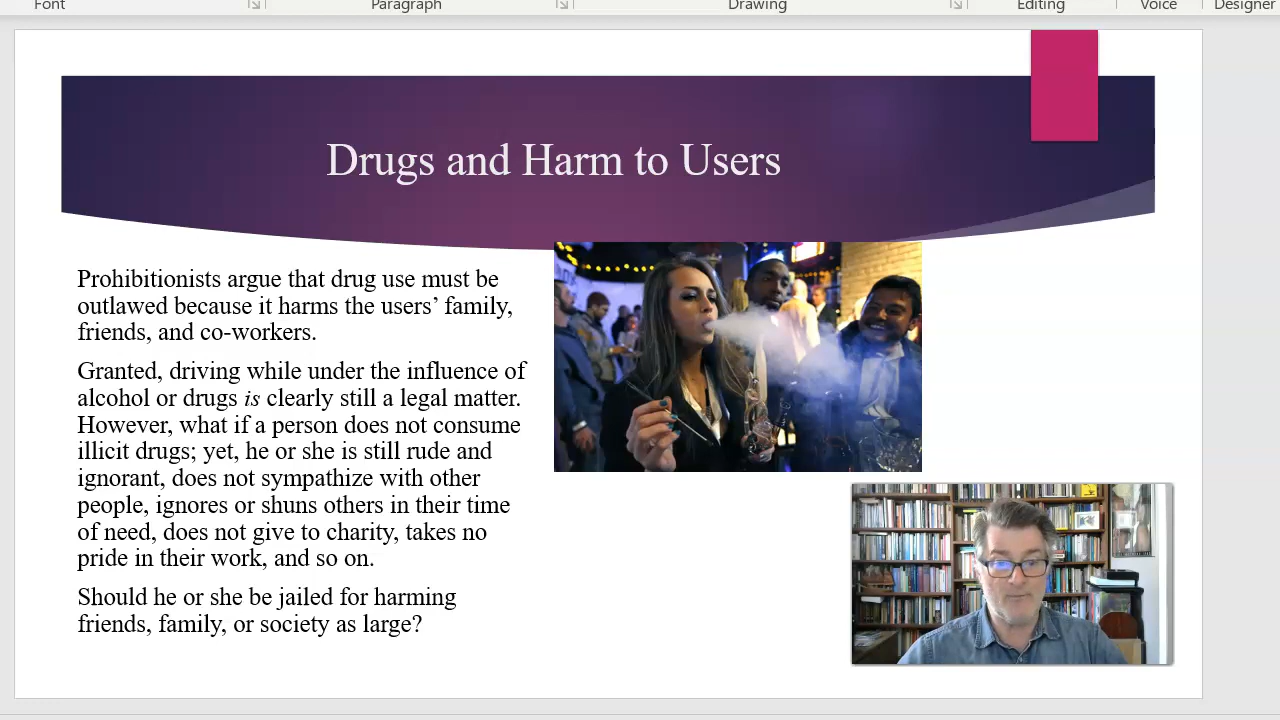 Font Paragraph Drawing Editing Voice Designer
Drugs and Harm to Users
Prohibitionists argue that drug use must be
outlawed because it harms the users’ family,
friends, and co-workers.
Granted, driving while under the influence of
alcohol or drugs is clearly still a legal matter.
However, what if a person does not consume
illicit drugs; yet, he or she is still rude and
ignorant, does not sympathize with other
people, ignores or shuns others in their time
of need, does not give to charity, takes no
pride in their work, and so on.
Should he or she be jailed for harming
friends, family, or society as large?